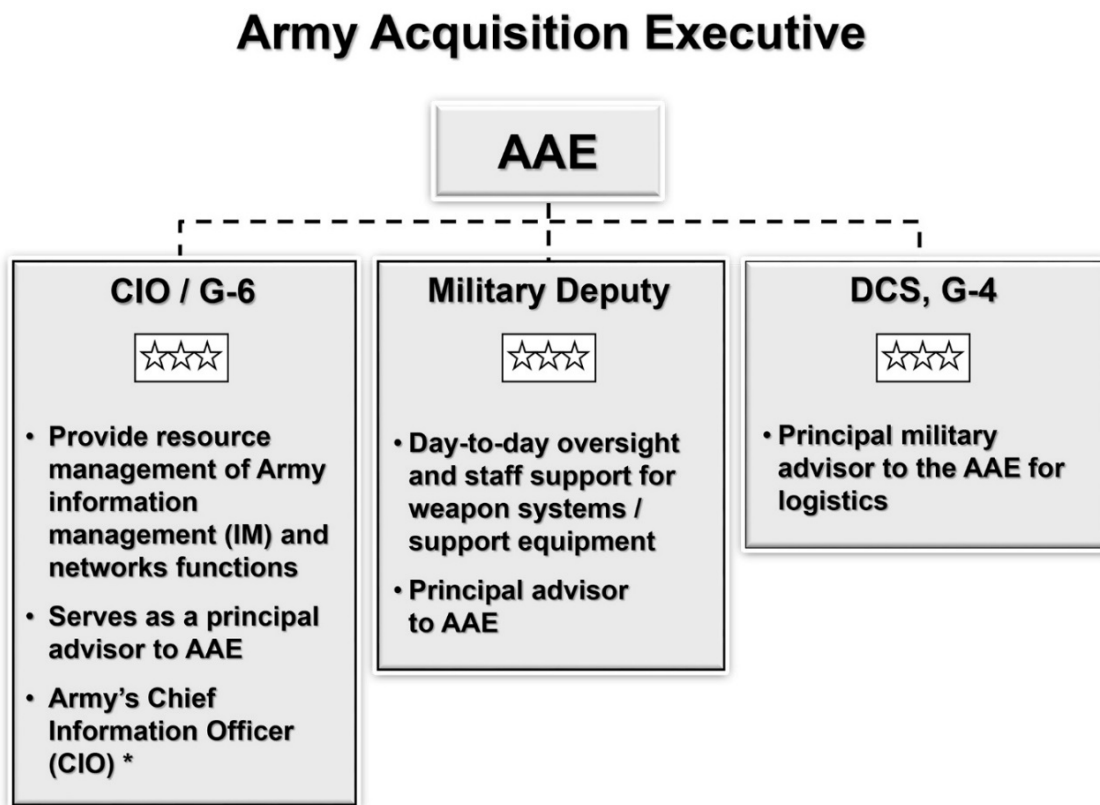 Army Acquisition Executive
AAE
CIO / G-6
• Provide resource
management of Army
information
management (IM) and
networks functions
• Serves as a principal
advisor to AAE
• Army’s Chief
Information Officer
(CIO) *
Military Deputy
• Day-to-day oversight
and staff support for
weapon systems /
support equipment
• Principal advisor
to AAE
DCS, G-4
• Principal military
advisor to the AAE for
logistics